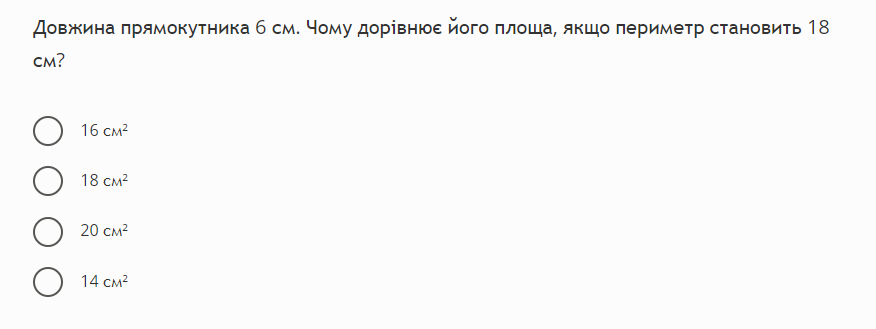 Довжина прямокутника 6 см. Чому дорівнює його площа, якщо периметр становить 18
см?
16 см²
18 см²
20 см²
14 см²